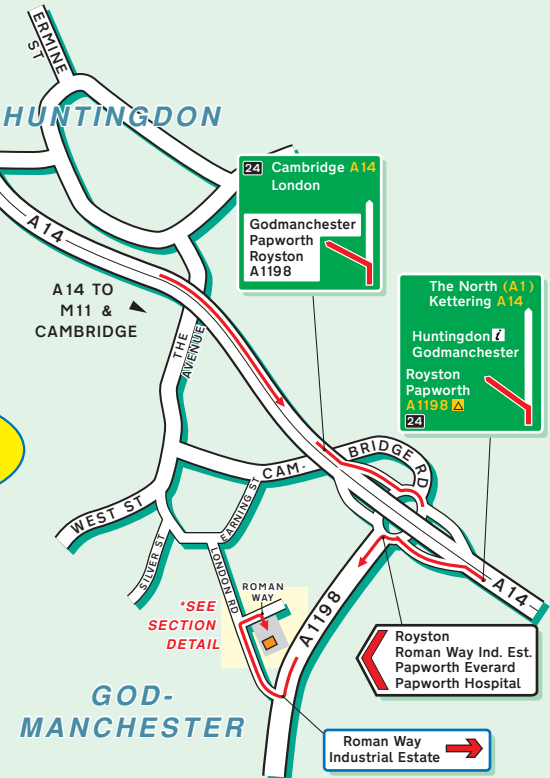 ERMINE
ST
HUNTINGDON
24 Cambridge A14
London
Godmanchester
Papworth
Royston
A1198
A14
A14 TO
M11 &
CAMBRIDGE
THE
AVENUE
The North (A1)
Kettering A14
Huntingdon i
Godmanchester
Royston
Papworth
A1198
24
CAM-
BRIDGE RD
WEST ST
EARNING ST
SILVER ST
LONDON RD
ROMAN
WAY
*SEE
SECTION
DETAIL
A1198
A14
Royston
Roman Way Ind. Est.
Papworth Everard
Papworth Hospital
GOD-
MANCHESTER
Roman Way
Industrial Estate